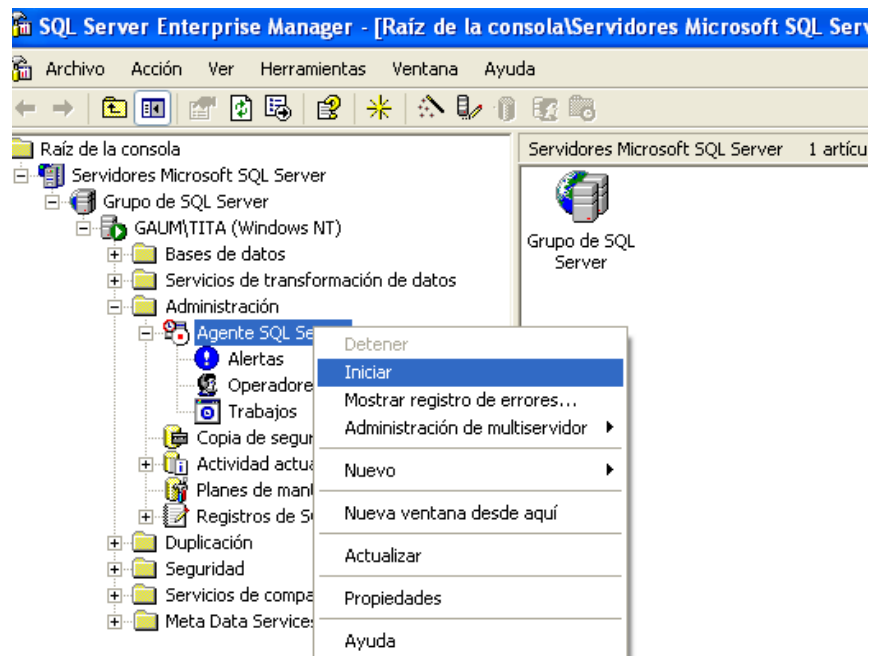 SQL Server Enterprise Manager - [Raíz de la consola\Servidores Microsoft SQL Serv
Archivo Acción Ver Herramientas Ventana Ayuda
Raíz de la consola
Servidores Microsoft SQL Server
Grupo de SQL Server
GAUM\TITA (Windows NT)
Bases de datos
Servicios de transformación de datos
Administración
Agente SQL Se
Alertas
Operadore
Trabajos
Copia de segur
Actividad actua
Planes de mant
Registros de S
Duplicación
Seguridad
Servicios de compa
Meta Data Services
Detener
Iniciar
Mostrar registro de errores...
Administración de multiservidor
Nuevo
Nueva ventana desde aquí
Actualizar
Propiedades
Ayuda
Servidores Microsoft SQL Server 1 artícu
Grupo de SQL
Server